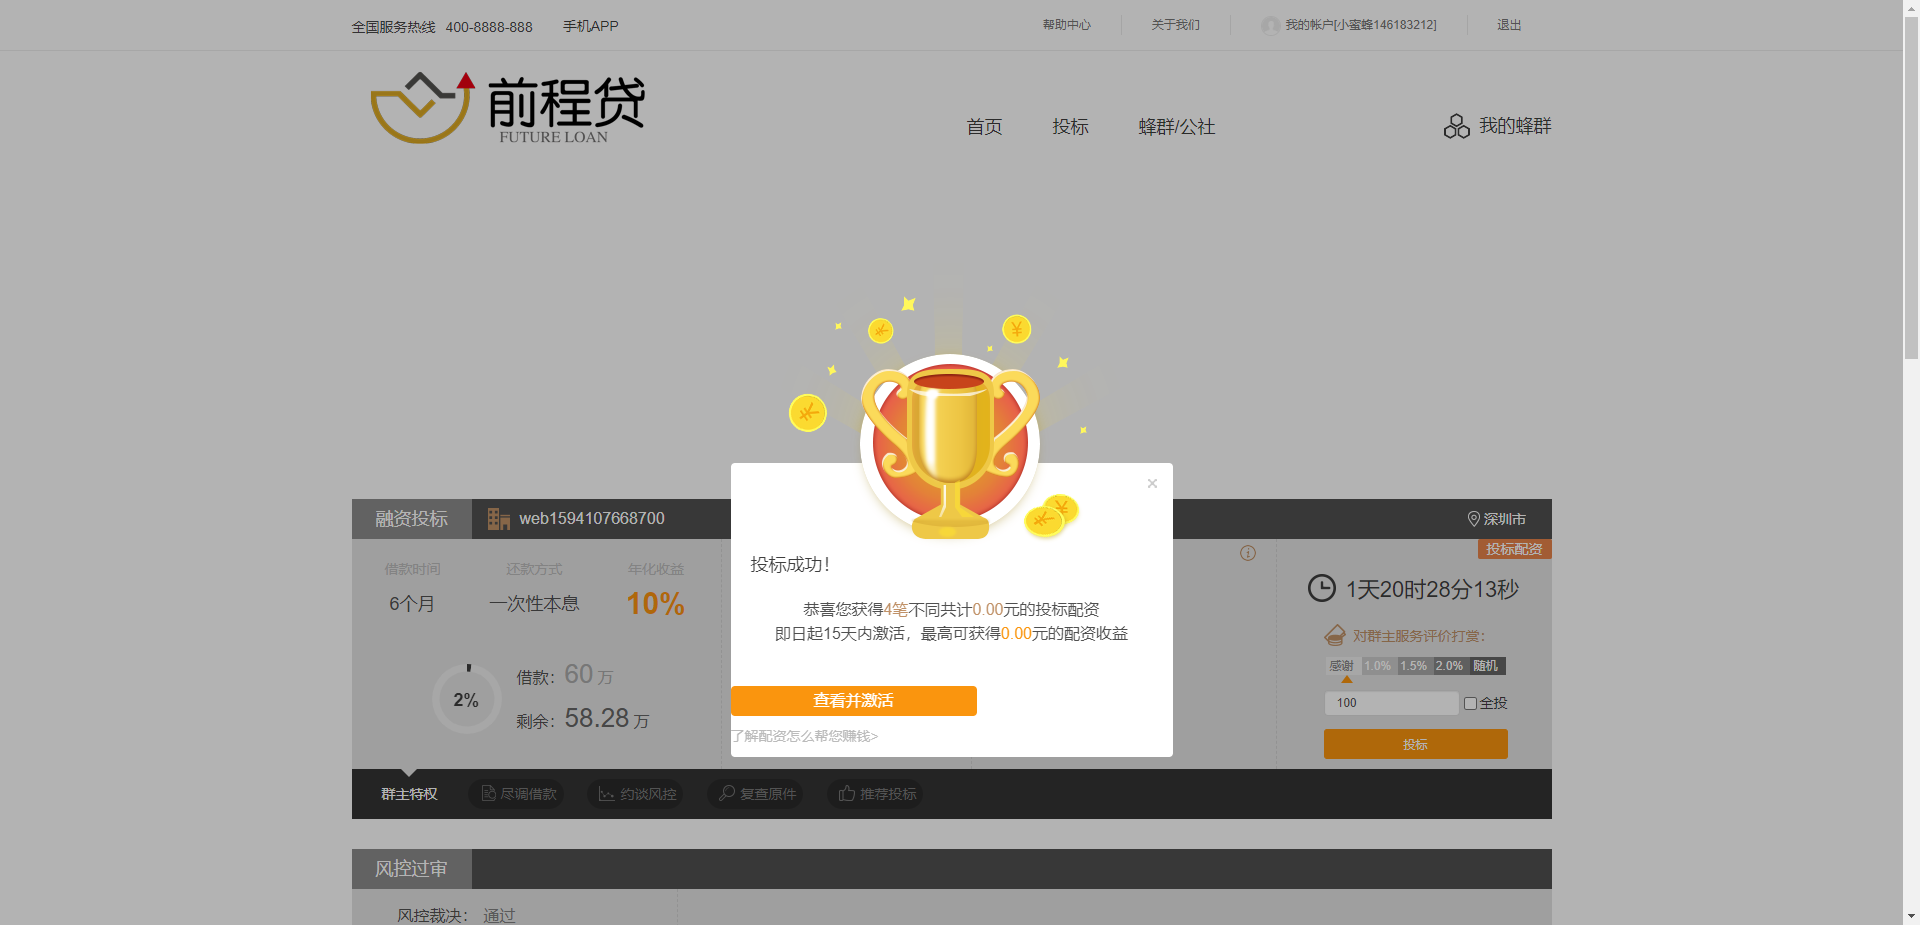 全国服务热线 400-8888-888 手机APP 帮助中心 关于我们 我的帐户[小蜜蜂146183212] 退出
前程贷
FUTURE LOAN
首页 投标 蜂群/公社 我的蜂群
融资投标 web1594107668700 深圳市
投标配资
借款时间 还款方式 年化收益
6个月 一次性本息 10%
1天20时28分13秒
投标成功！
恭喜您获得4笔不同共计0.00元的投标配资
即日起15天内激活，最高可获得0.00元的配资收益
查看并激活
了解配资怎么帮您赚钱>
对群主服务评价打赏：
感谢 1.0% 1.5% 2.0% 随机
2%
借款：60万
剩余：58.28万
100 全投
投标
群主特权 尽调借款 约谈风控 复查原件 推荐投标
风控过审
风控裁决： 通过